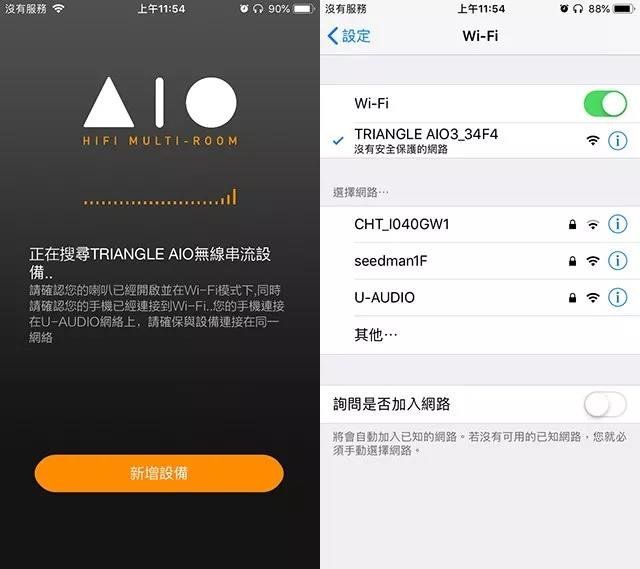 沒有服務
上午11:54
90%
AIO
HIFI MULTI-ROOM
正在搜尋TRIANGLE AIO無線串流設
備..
請確認您的喇叭已經開啟並在Wi-Fi模式下,同時
請確認您的手機已經連接到Wi-Fi..您的手機連接
在U-AUDIO網絡上，請確保與設備連接在同一
網絡
新增設備
沒有服務
上午11:54
88%
設定
Wi-Fi
Wi-Fi
TRIANGLE AIO3_34F4
沒有安全保護的網路
選擇網路⋯
CHT_I040GW1
seedman1F
U-AUDIO
其他⋯
詢問是否加入網路
將會自動加入已知的網路。若沒有可用的已知網路，您就必
須手動選擇網路。